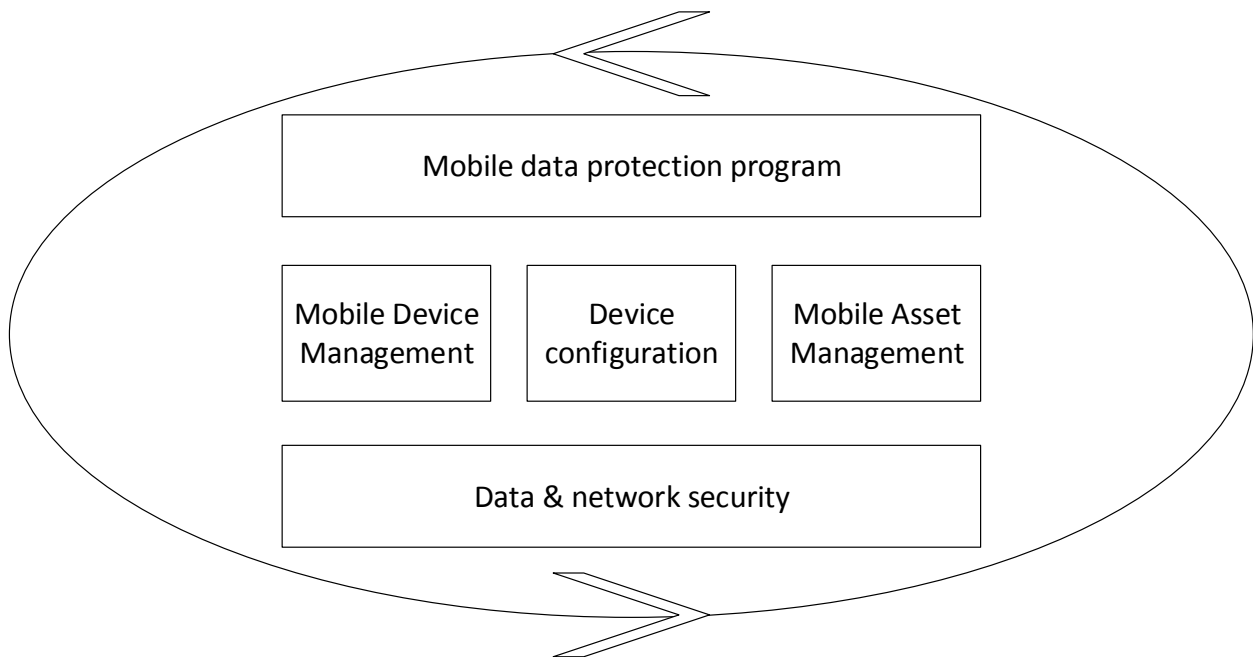 Mobile data protection program
Mobile Device
Management
Device
configuration
Mobile Asset
Management
Data & network security